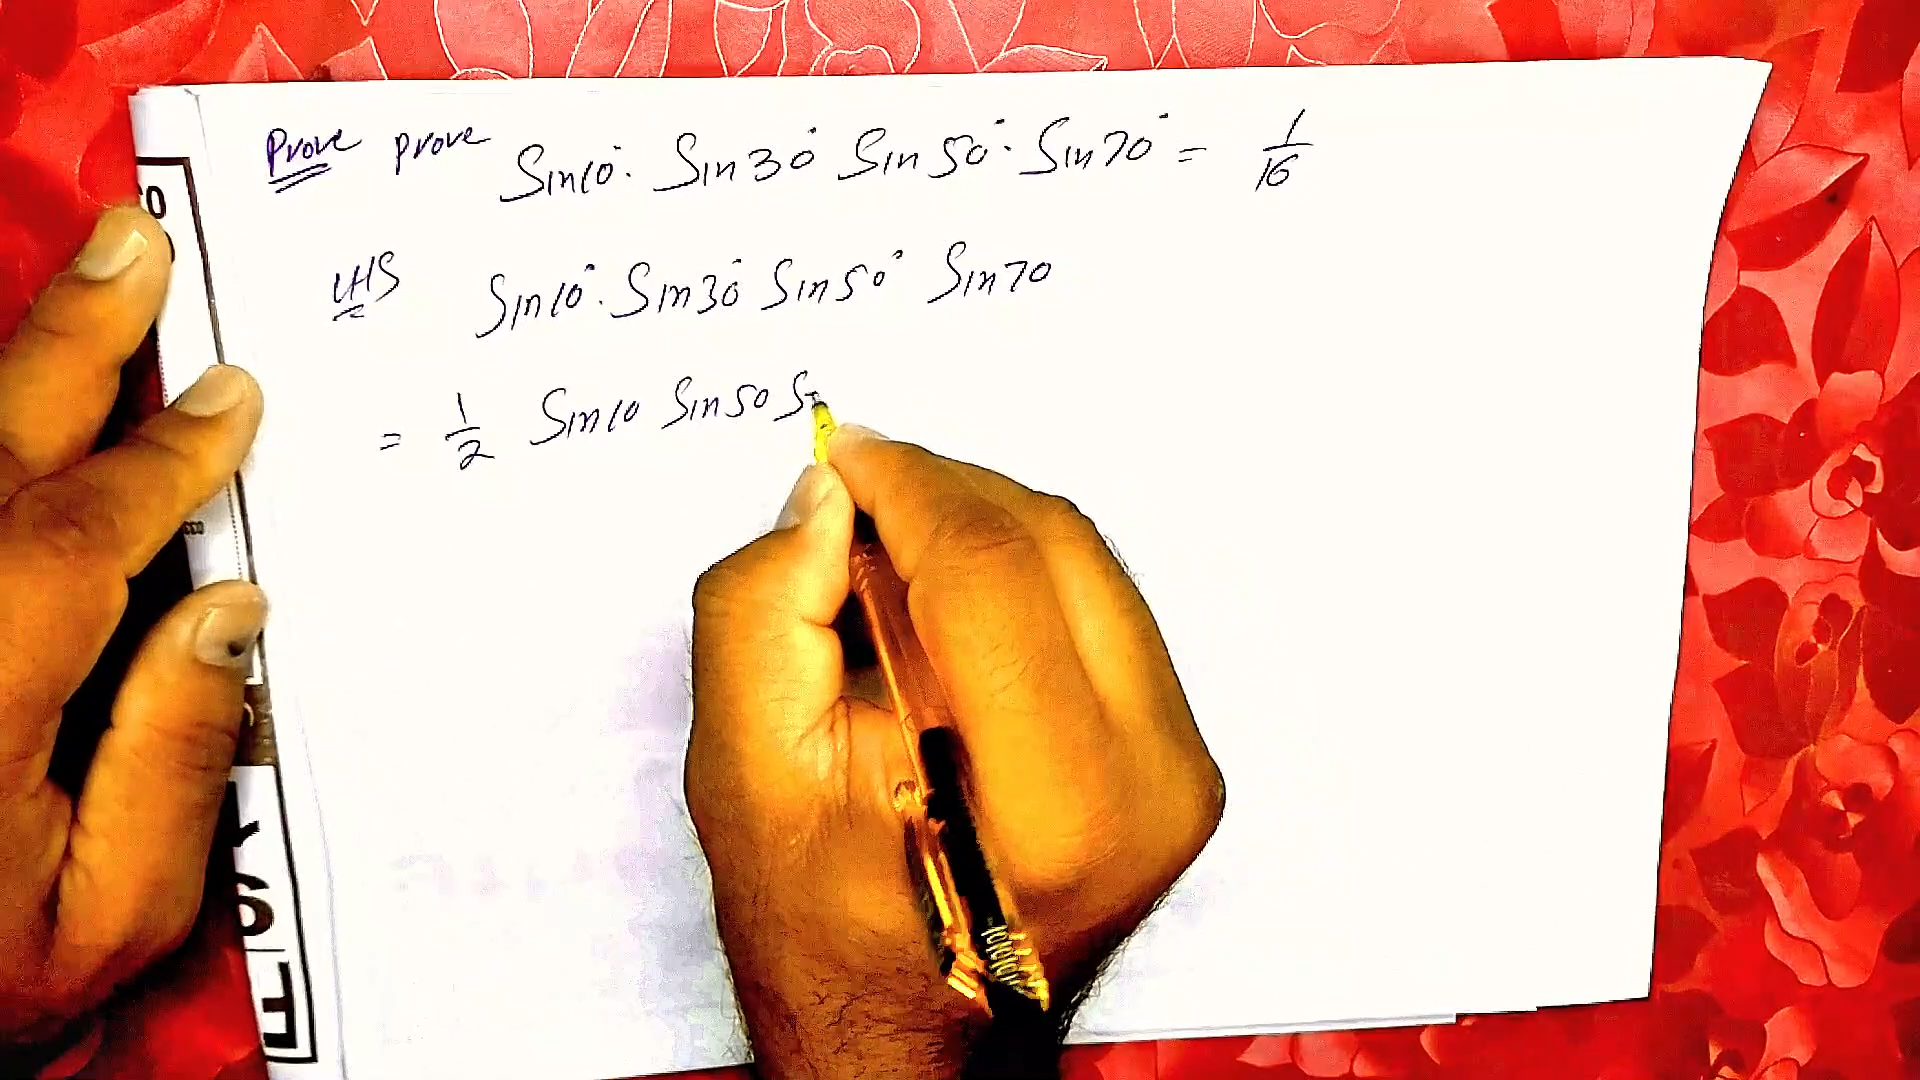 Prove prove Sin10°. Sin30° Sin50°. Sin70° = 1/16
LHS Sin10°. Sin30° Sin50° Sin70
= 1/2 Sin10 Sin50 S